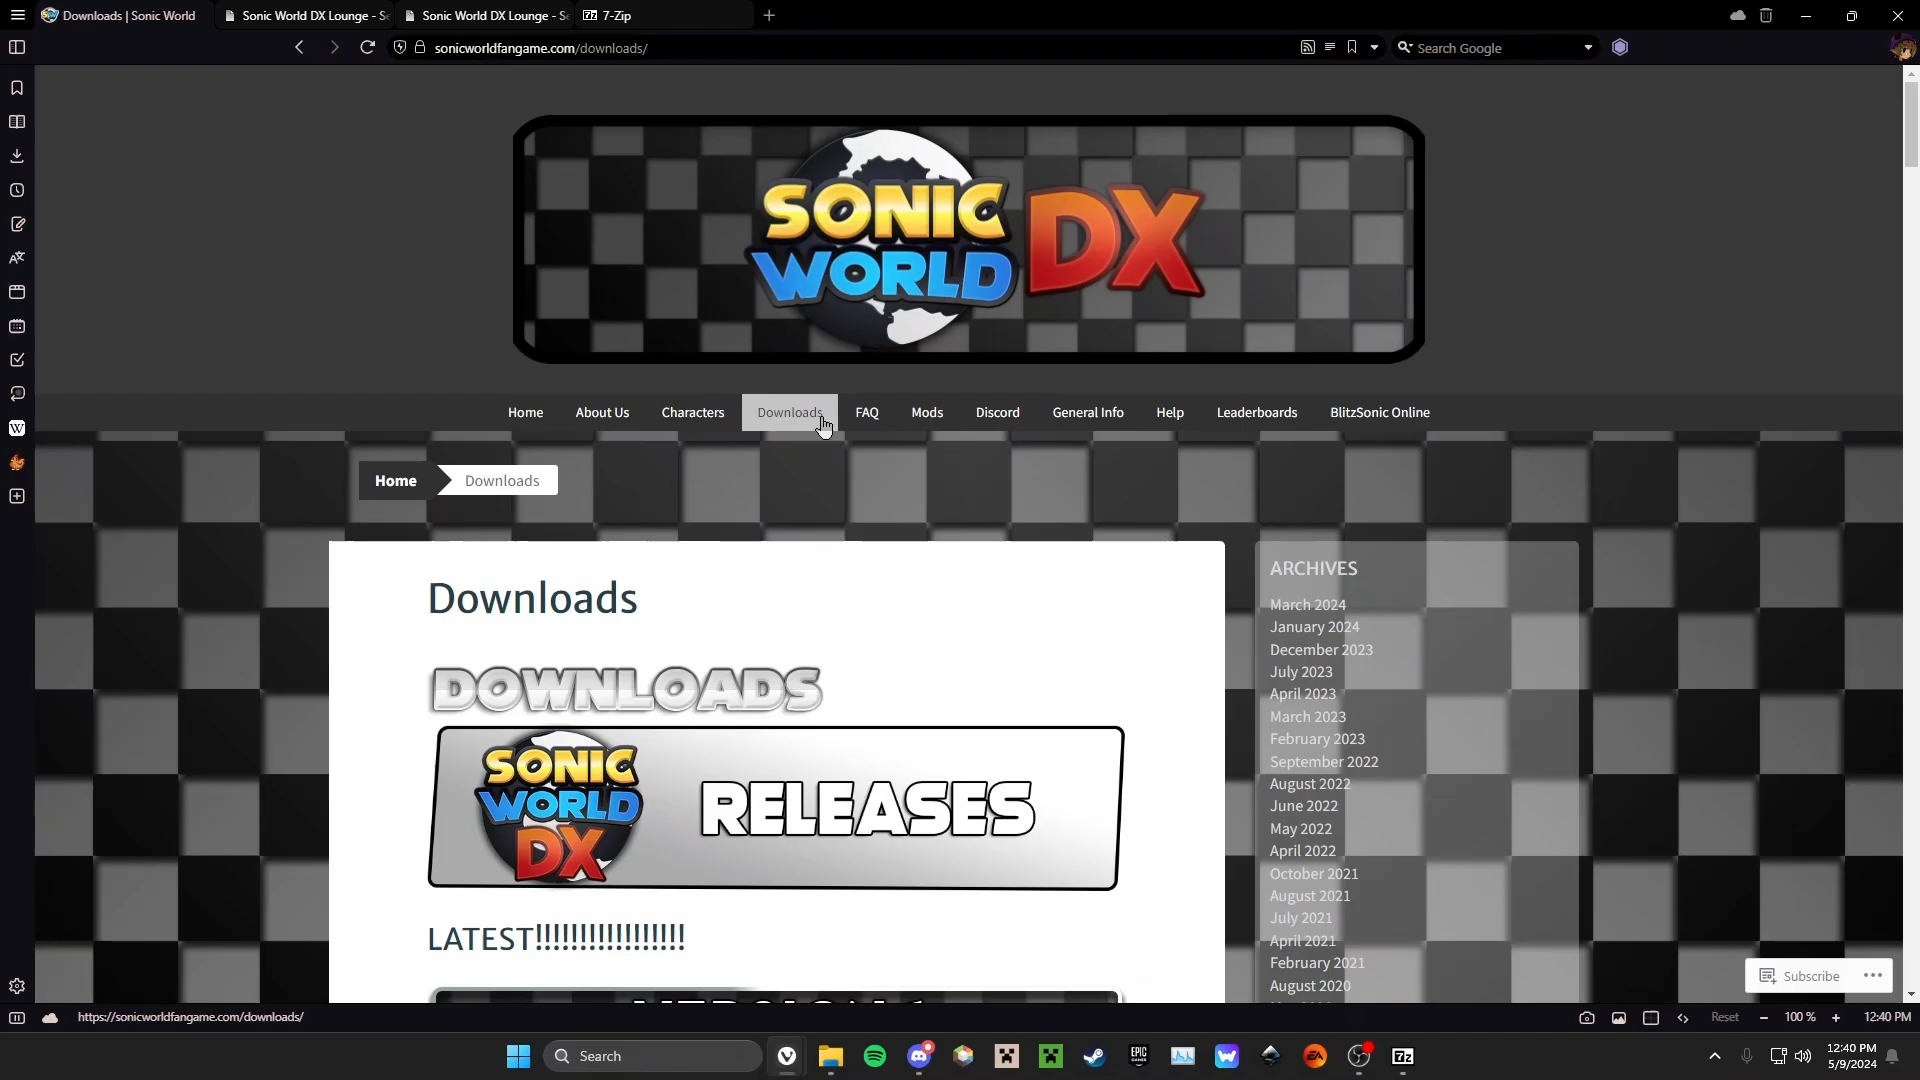 Downloads | Sonic World
Sonic World DX Lounge - S
Sonic World DX Lounge - S
7z 7-Zip
sonicworldfangame.com/downloads/
Search Google
SONIC WORLD DX
Home
About Us
Characters
Downloads
FAQ
Mods
Discord
General Info
Help
Leaderboards
BlitzSonic Online
Home
Downloads
Downloads
DOWNLOADS
SONIC
WORLD
DX
RELEASES
LATEST!!!!!!!!!!!!!!!!!
ARCHIVES
March 2024
January 2024
December 2023
July 2023
April 2023
March 2023
February 2023
September 2022
August 2022
June 2022
May 2022
April 2022
October 2021
August 2021
July 2021
April 2021
February 2021
August 2020
Subscribe
https://sonicworldfangame.com/downloads/
Reset
100 %
12:40 PM
Search
EPIC GAMES
EA
7z
12:40 PM
5/9/2024